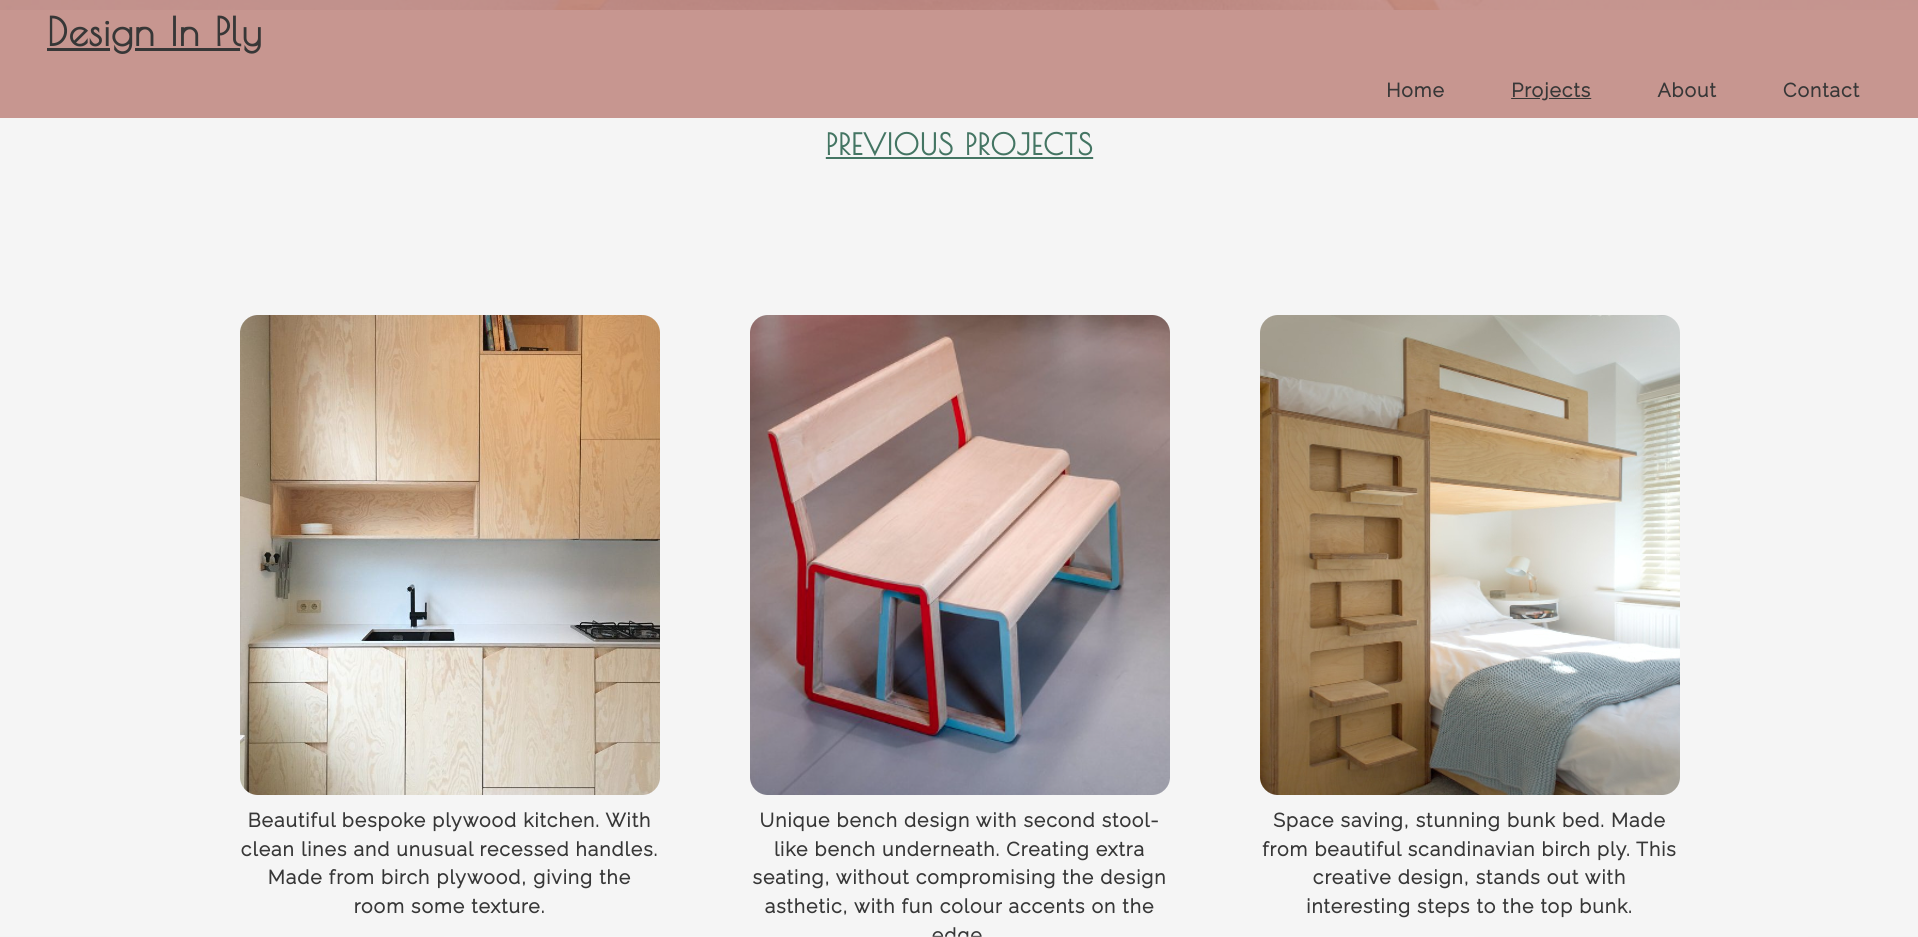 Design In Ply
Home Projects About Contact
PREVIOUS PROJECTS
Beautiful bespoke plywood kitchen. With
clean lines and unusual recessed handles.
Made from birch plywood, giving the
room some texture.
Unique bench design with second stool-
like bench underneath. Creating extra
seating, without compromising the design
asthetic, with fun colour accents on the
edge.
Space saving, stunning bunk bed. Made
from beautiful scandinavian birch ply. This
creative design, stands out with
interesting steps to the top bunk.